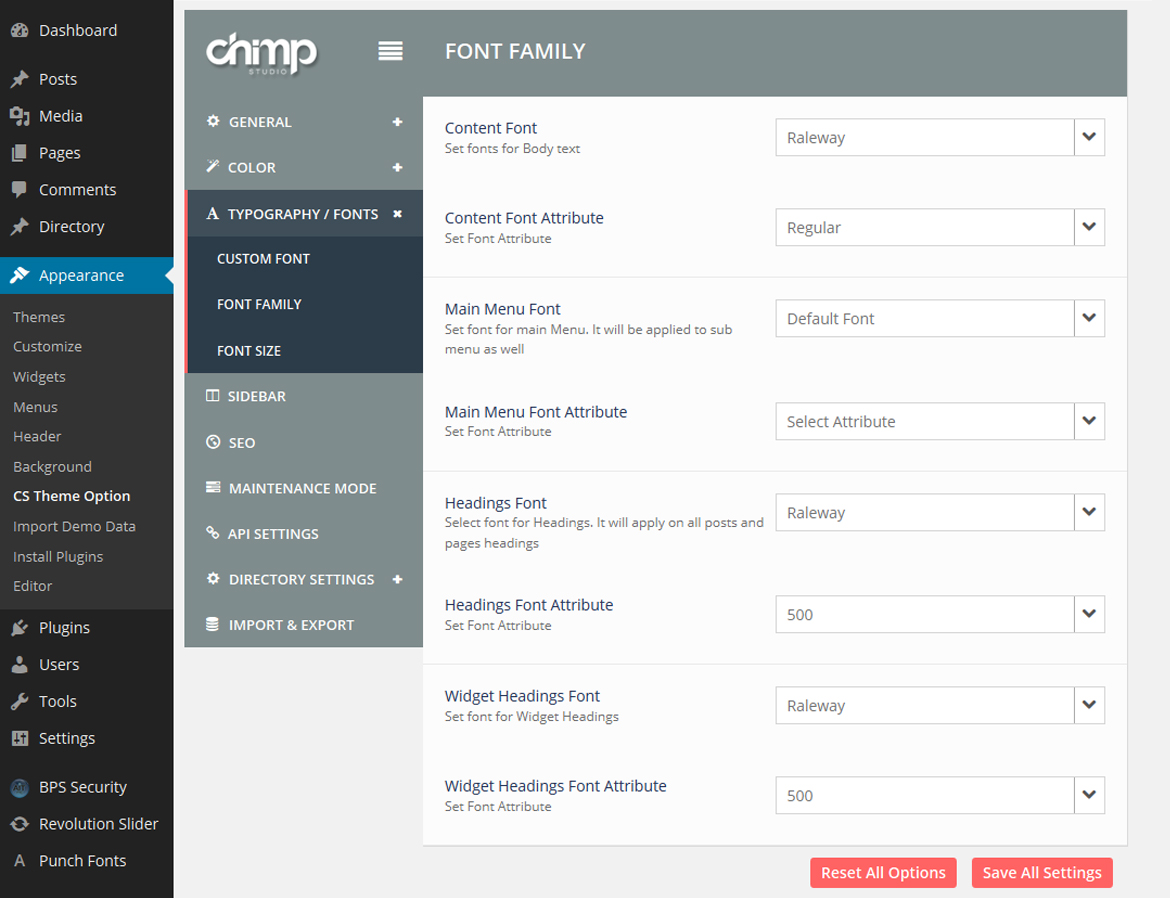 Dashboard
Posts
Media
Pages
Comments
Directory
Appearance
Themes
Customize
Widgets
Menus
Header
Background
CS Theme Option
Import Demo Data
Install Plugins
Editor
Plugins
Users
Tools
Settings
BPS Security
Revolution Slider
Punch Fonts
chimp
STUDIO
GENERAL
COLOR
TYPOGRAPHY / FONTS
CUSTOM FONT
FONT FAMILY
FONT SIZE
SIDEBAR
SEO
MAINTENANCE MODE
API SETTINGS
DIRECTORY SETTINGS
IMPORT & EXPORT
FONT FAMILY
Content Font
Set fonts for Body text
Raleway
Content Font Attribute
Set Font Attribute
Regular
Main Menu Font
Set font for main Menu. It will be applied to sub
menu as well
Default Font
Main Menu Font Attribute
Set Font Attribute
Select Attribute
Headings Font
Select font for Headings. It will apply on all posts and
pages headings
Raleway
Headings Font Attribute
Set Font Attribute
500
Widget Headings Font
Set font for Widget Headings
Raleway
Widget Headings Font Attribute
Set Font Attribute
500
Reset All Options
Save All Settings